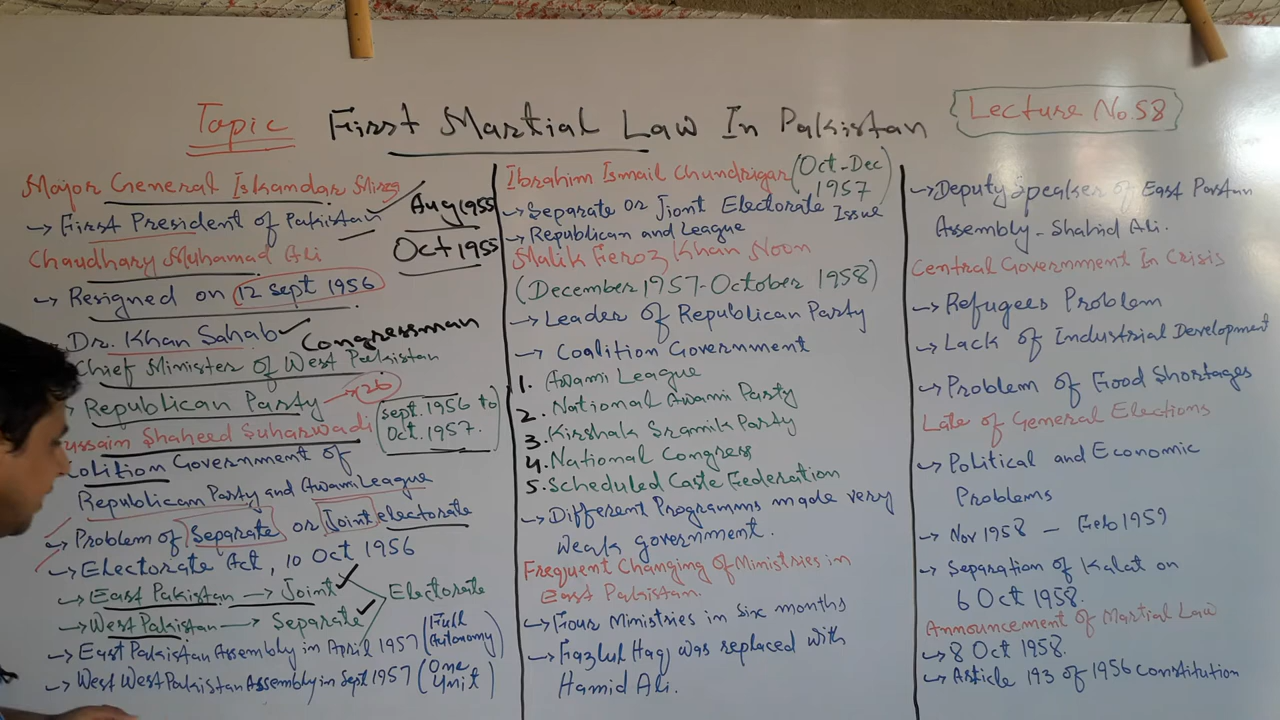 Topic First Martial Law In Pakistan
Lecture No.58
Major General Iskandar Mirza
→ First President of Pakistan
Aug 1955
Oct 1955
Chaudhary Muhamad Ali
→ Resigned on 12 sept 1956
Dr. Khan Sahab Congressman
Chief Minister of West Pakistan
Republican Party → 26
ussain Shaheed Suharwadi
sept. 1956 to
Oct. 1957.
olition Government of
Republican Party and Awami League
→ Problem of Separate or Joint electorate
→ Electorate Act, 10 Oct 1956
→ East Pakistan → Joint ✓
Electorate
→ West Pakistan → Separate ✓
→ East Pakistan Assembly in April 1957 (Full Autonomy)
→ West West Pakistan Assembly in Sept 1957 (One Unit)
Ibrahim Ismail Chundrigar (Oct-Dec 1957)
→ Separate or Jiont Electorate Issue
→ Republican and League
Malik Feroz Khan Noon
(December 1957-October 1958)
→ Leader of Republican Party
→ Coalition Government
1. Awami League
2. National Awami Party
3. Kirshak Sramik Party
4. National Congress
5. Scheduled Caste Federation
→ Different Programms made very
weak government.
Frequent Changing of Ministries in
East Pakistan.
→ Four Ministries in six months
→ Fazlul Haq was replaced with
Hamid Ali.
→ Deputy Speaker of East
Assembly - Shahid Ali.
Central Government In Crisis
→ Refugees Problem
→ Lack of Industrial Development
→ Problem of Food Shortages
Late of General Elections
→ Political and Economic
Problems
→ Nov 1958 - Feb 1959
→ Separation of Kalat on
6 Oct 1958.
Announcement of Martial Law
→ 8 Oct 1958.
→ Article 193 of 1956 constitution